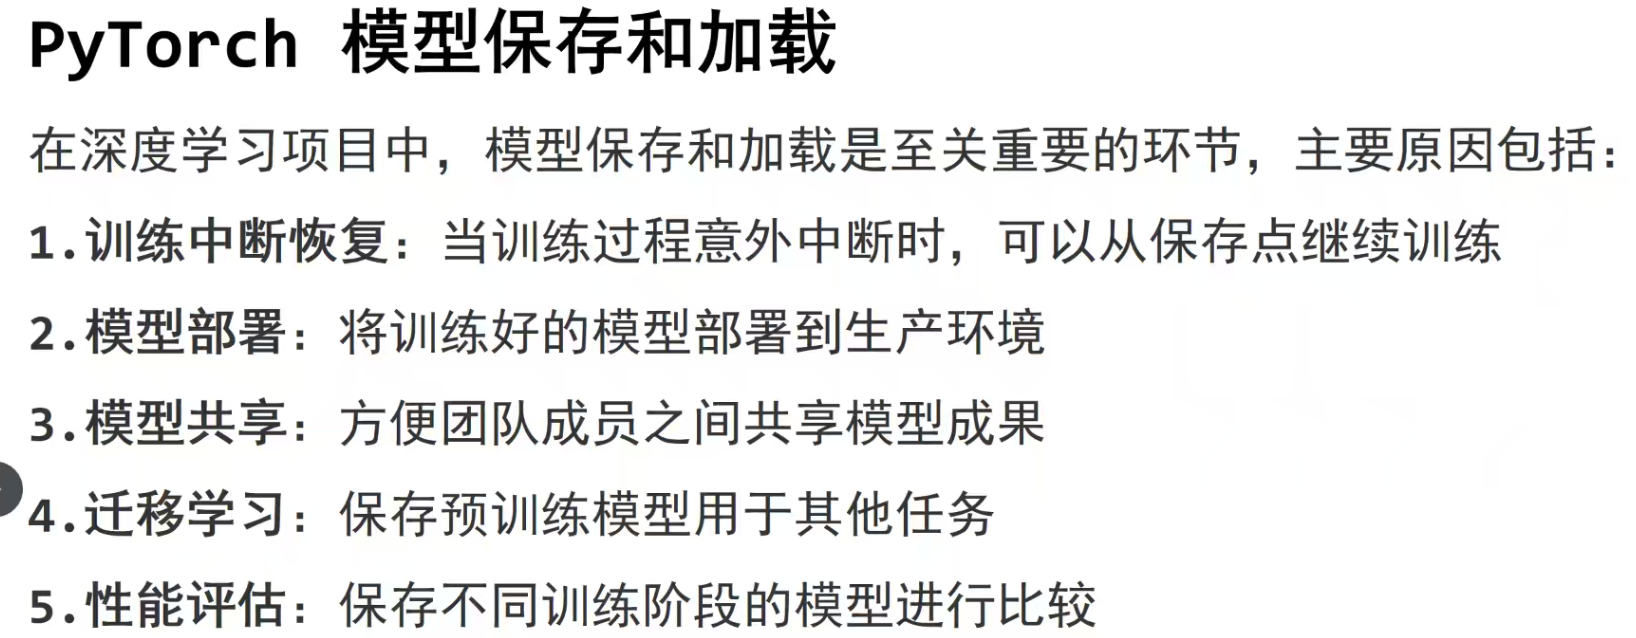 PyTorch 模型保存和加载
在深度学习项目中，模型保存和加载是至关重要的环节，主要原因包括：
1.训练中断恢复：当训练过程意外中断时，可以从保存点继续训练
2.模型部署：将训练好的模型部署到生产环境
3.模型共享：方便团队成员之间共享模型成果
4.迁移学习：保存预训练模型用于其他任务
5.性能评估：保存不同训练阶段的模型进行比较